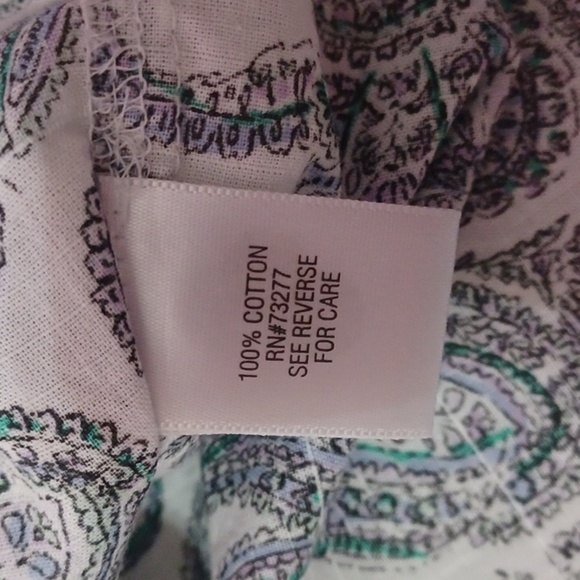 100% COTTON
RN#73277
SEE REVERSE
FOR CARE